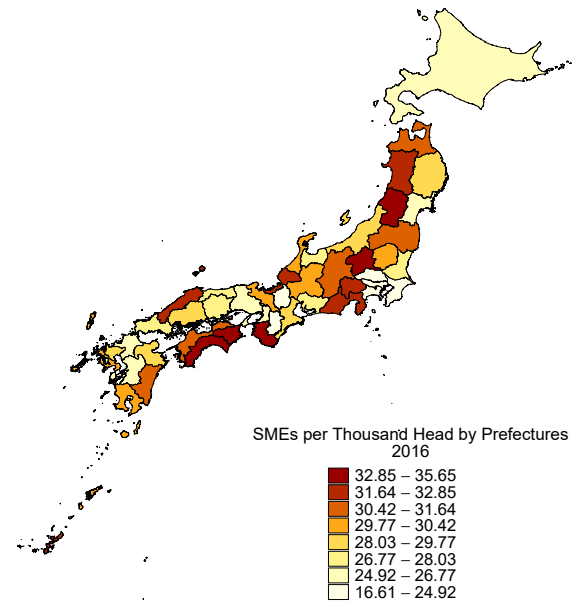 SMEs per Thousand Head by Prefectures
2016
32.85 – 35.65
31.64 – 32.85
30.42 – 31.64
29.77 – 30.42
28.03 – 29.77
26.77 – 28.03
24.92 – 26.77
16.61 – 24.92